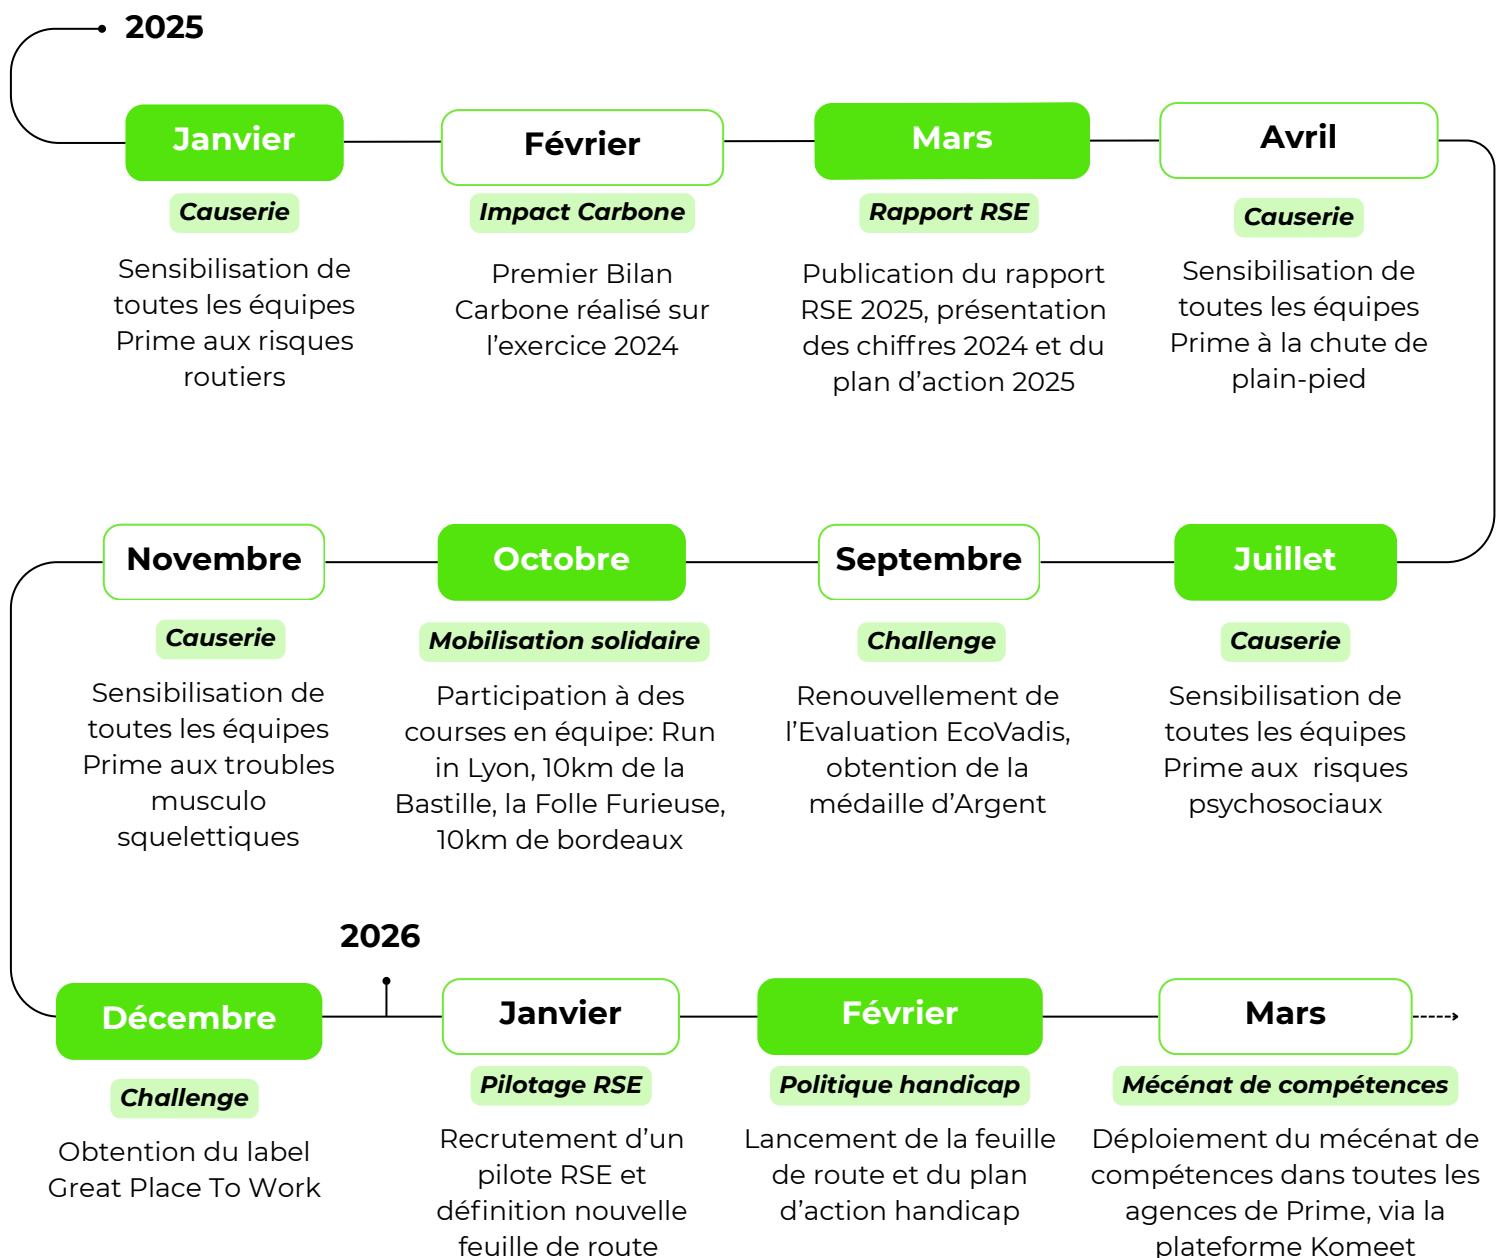 2025
Janvier
Causerie
Sensibilisation de
toutes les équipes
Prime aux risques
routiers
Février
Impact Carbone
Premier Bilan
Carbone réalisé sur
l’exercice 2024
Mars
Rapport RSE
Publication du rapport
RSE 2025, présentation
des chiffres 2024 et du
plan d’action 2025
Avril
Causerie
Sensibilisation de
toutes les équipes
Prime à la chute de
plain-pied
Juillet
Causerie
Sensibilisation de
toutes les équipes
Prime aux risques
psychosociaux
Septembre
Challenge
Renouvellement de
l’Evaluation EcoVadis,
obtention de la
médaille d’Argent
Octobre
Mobilisation solidaire
Participation à des
courses en équipe: Run
in Lyon, 10km de la
Bastille, la Folle Furieuse,
10km de bordeaux
Novembre
Causerie
Sensibilisation de
toutes les équipes
Prime aux troubles
musculo
squelettiques
Décembre
Challenge
Obtention du label
Great Place To Work
2026
Janvier
Pilotage RSE
Recrutement d’un
pilote RSE et
définition nouvelle
feuille de route
Février
Politique handicap
Lancement de la feuille
de route et du plan
d’action handicap
Mars
Mécénat de compétences
Déploiement du mécénat de
compétences dans toutes les
agences de Prime, via la
plateforme Komeet